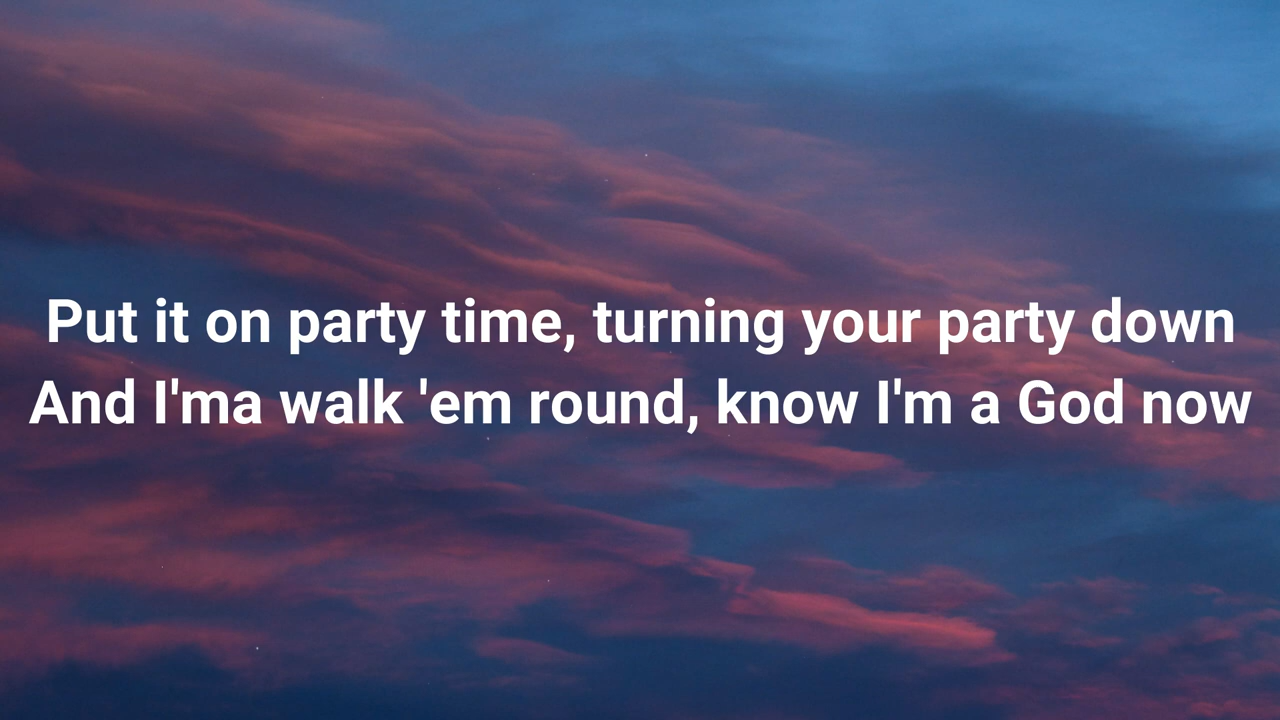 Put it on party time, turning your party down
And I'ma walk 'em round, know I'm a God now